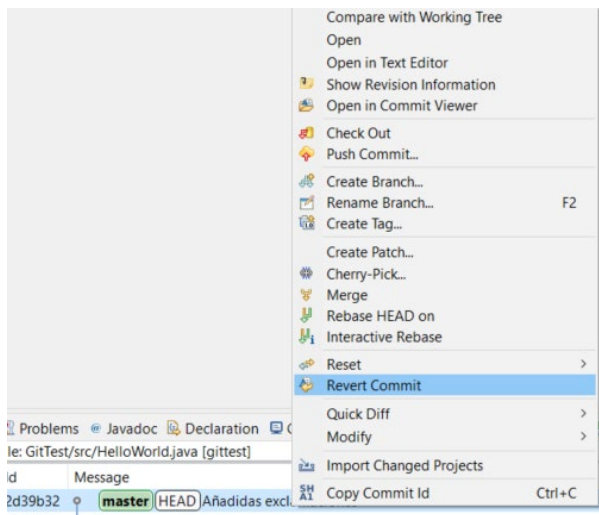 Compare with Working Tree
Open
Open in Text Editor
Show Revision Information
Open in Commit Viewer
Check Out
Push Commit...
Create Branch...
Rename Branch... F2
Create Tag...
Create Patch...
Cherry-Pick...
Merge
Rebase HEAD on
Interactive Rebase
Reset >
Revert Commit
Quick Diff >
Modify >
Import Changed Projects
Copy Commit Id Ctrl+C
Problems @ Javadoc Declaration
le: GitTest/src/HelloWorld.java [gittest]
Id Message
2d39b32 master HEAD Añadidas excl